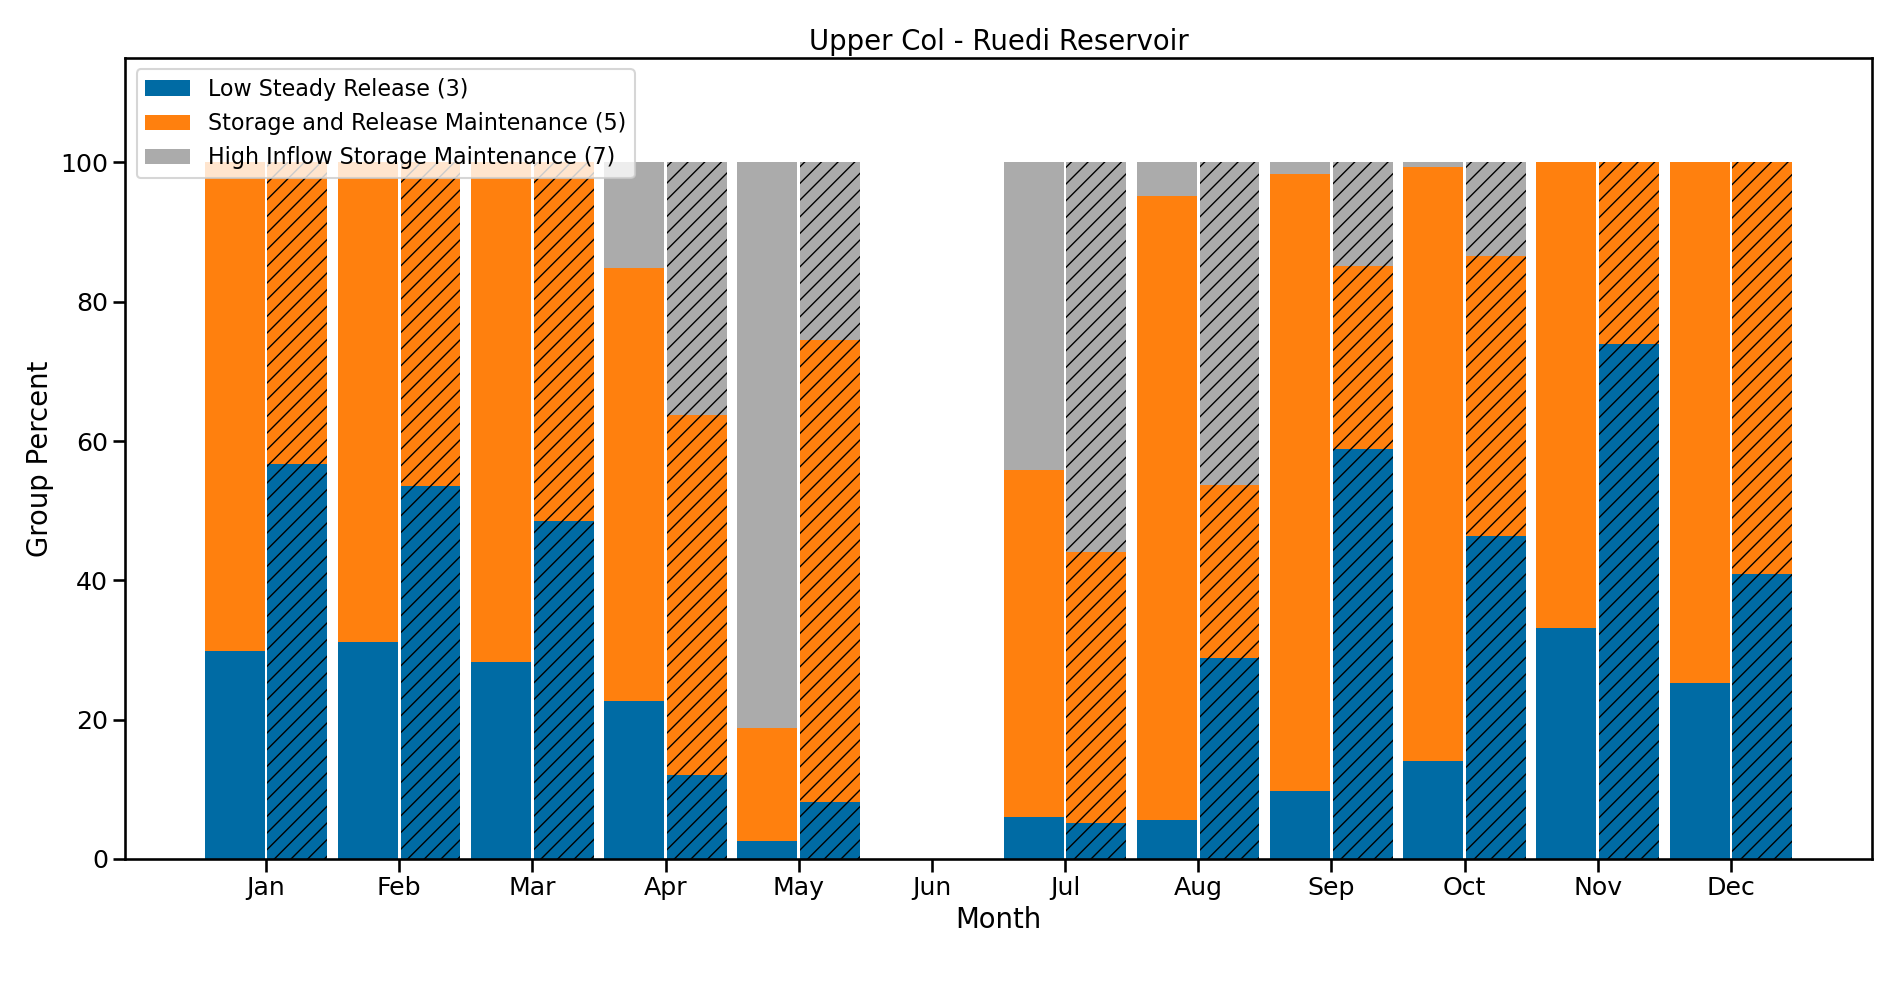 Upper Col - Ruedi Reservoir
Low Steady Release (3)
Storage and Release Maintenance (5)
High Inflow Storage Maintenance (7)
100
80
60
40
20
0
Group Percent
Jan Feb Mar Apr May Jun Jul Aug Sep Oct Nov Dec
Month